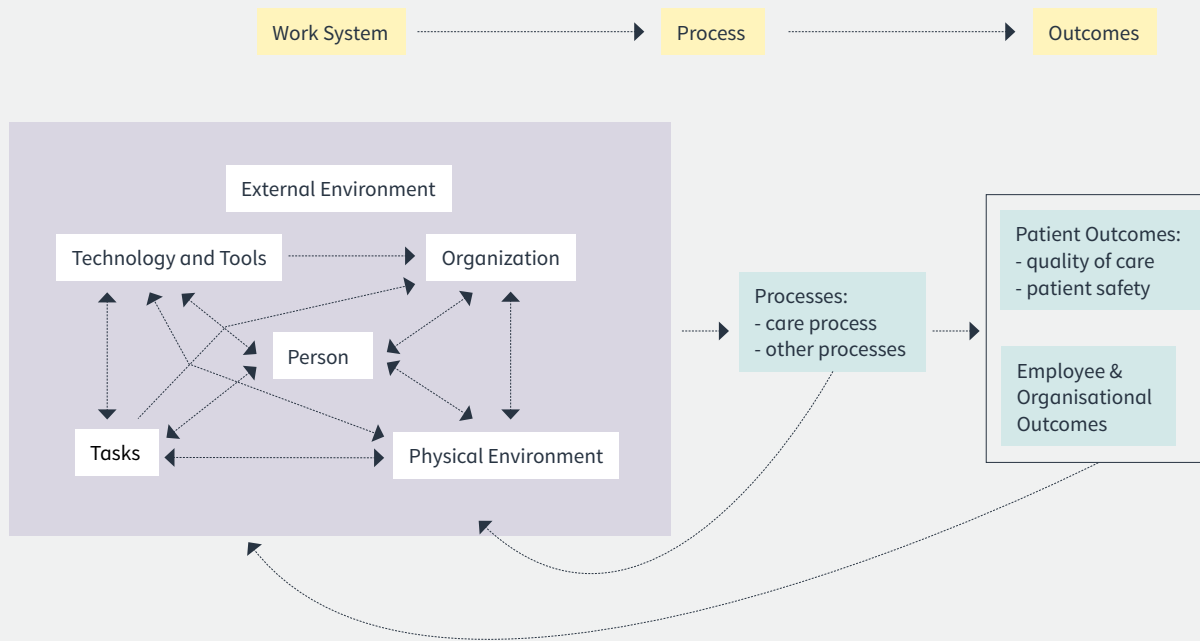 Work System
Process
Outcomes
External Environment
Technology and Tools
Organization
Person
Tasks
Physical Environment
Processes:
- care process
- other processes
Patient Outcomes:
- quality of care
- patient safety
Employee &
Organisational
Outcomes